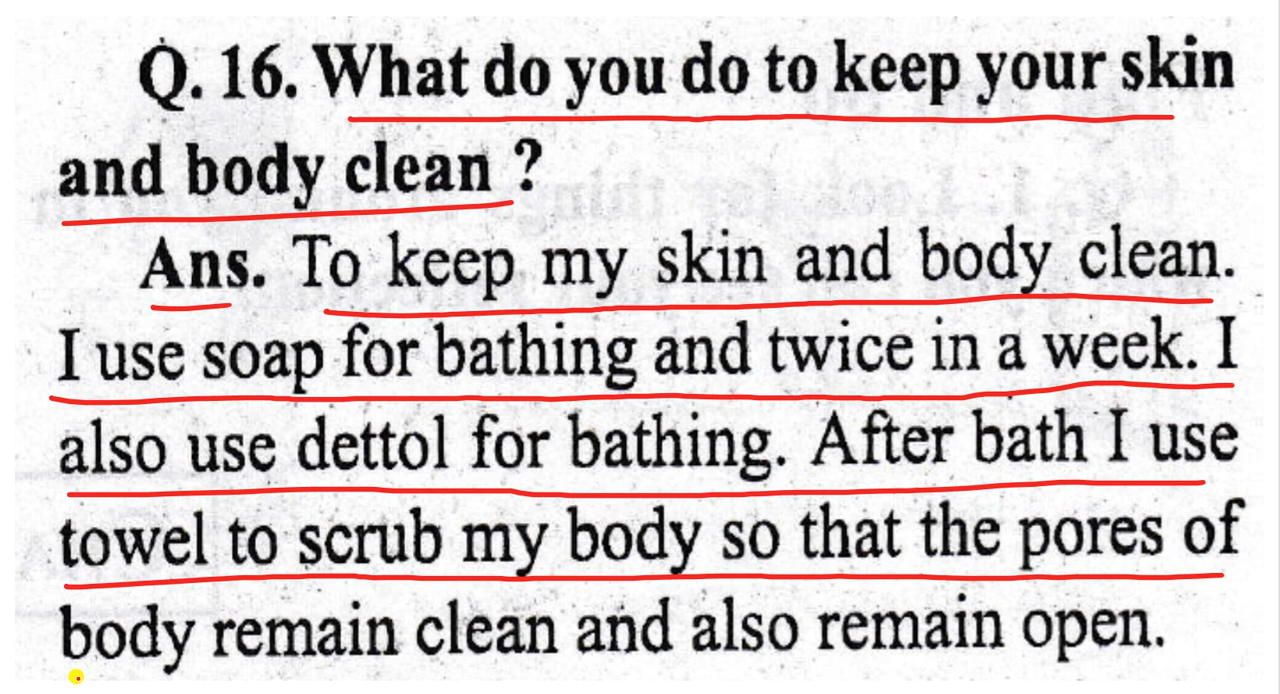 Q. 16. What do you do to keep your skin
and body clean ?
Ans. To keep my skin and body clean.
I use soap for bathing and twice in a week. I
also use dettol for bathing. After bath I use
towel to scrub my body so that the pores of
body remain clean and also remain open.